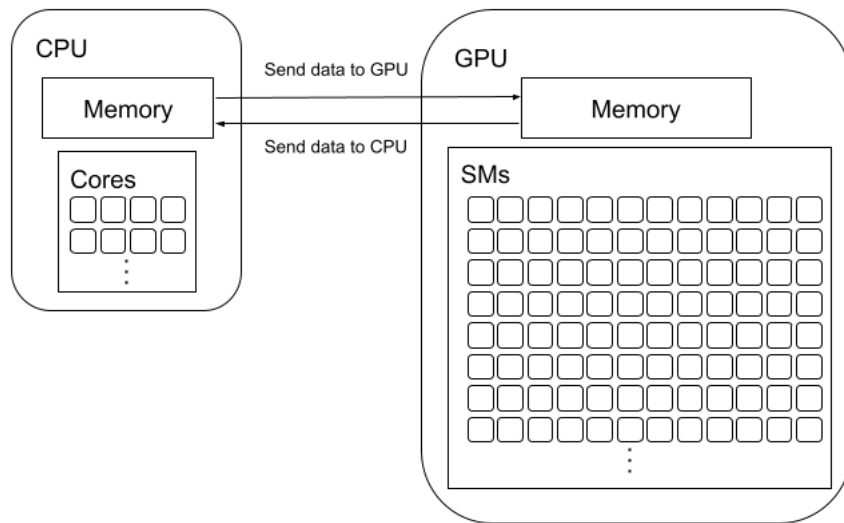 CPU
Memory
Cores
Send data to GPU
Send data to CPU
GPU
Memory
SMs